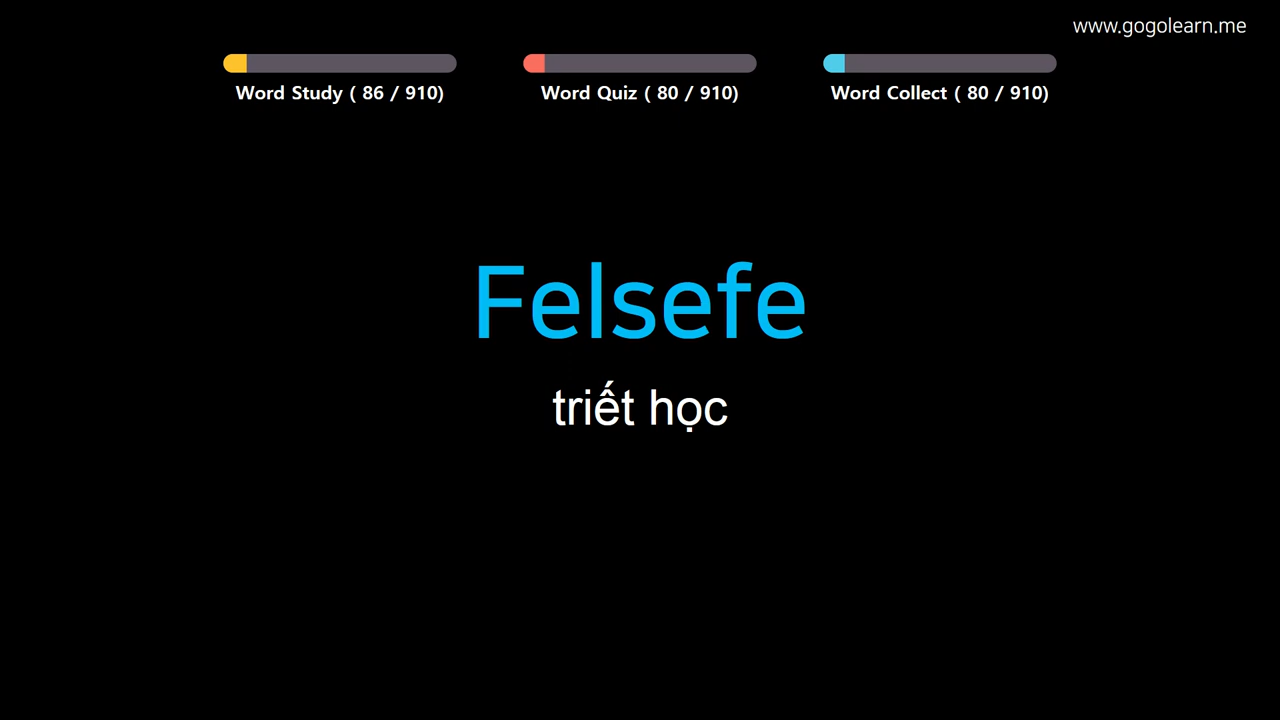 www.gogolearn.me
Word Study ( 86 / 910)
Word Quiz ( 80 / 910)
Word Collect ( 80 / 910)
Felsefe
triết học